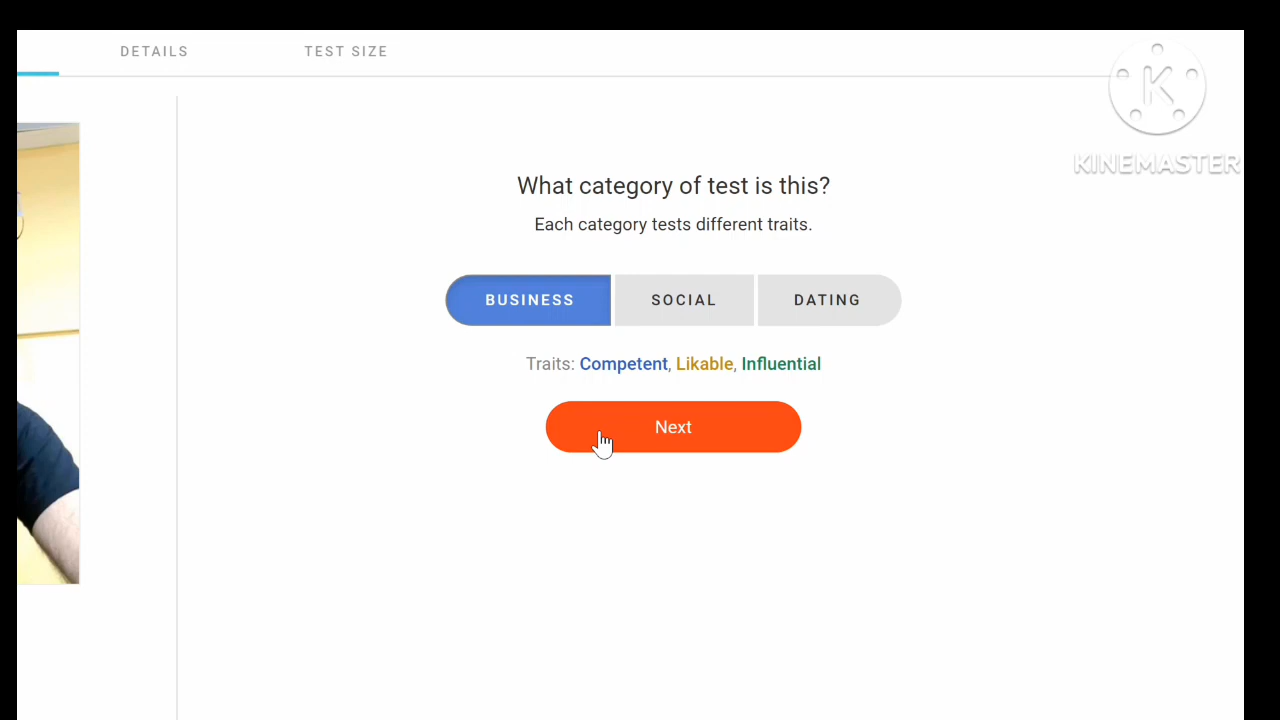 DETAILS
TEST SIZE
K
KINEMASTER
What category of test is this?
Each category tests different traits.
BUSINESS
SOCIAL
DATING
Traits: Competent, Likable, Influential
Next